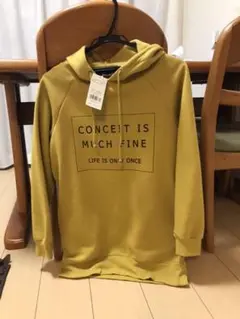 CONCEIT IS
MUCH FINE
LIFE IS ONLY ONCE